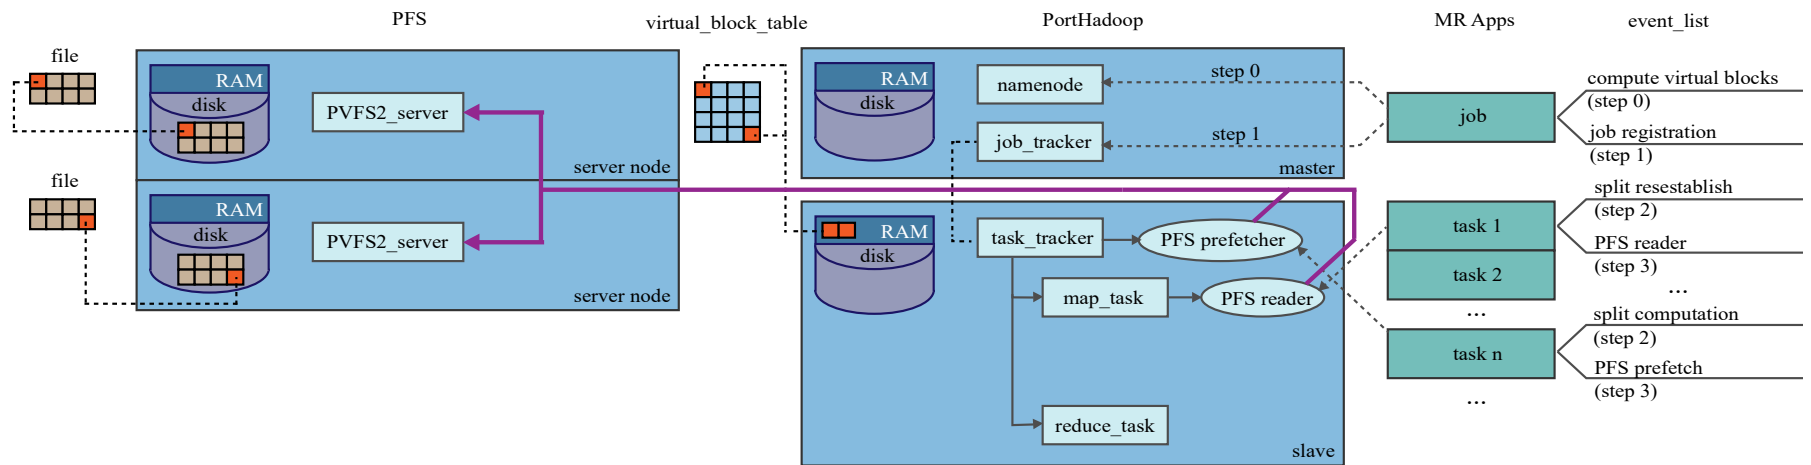 PFS
virtual_block_table
PortHadoop
MR Apps
event_list
file
RAM
disk
PVFS2_server
server node
file
RAM
disk
PVFS2_server
server node
RAM
disk
namenode
job_tracker
step 0
step 1
master
RAM
disk
task_tracker
PFS prefetcher
map_task
PFS reader
reduce_task
slave
job
task 1
task 2
...
task n
...
compute virtual blocks
(step 0)
job registration
(step 1)
split resestablish
(step 2)
PFS reader
(step 3)
...
split computation
(step 2)
PFS prefetch
(step 3)